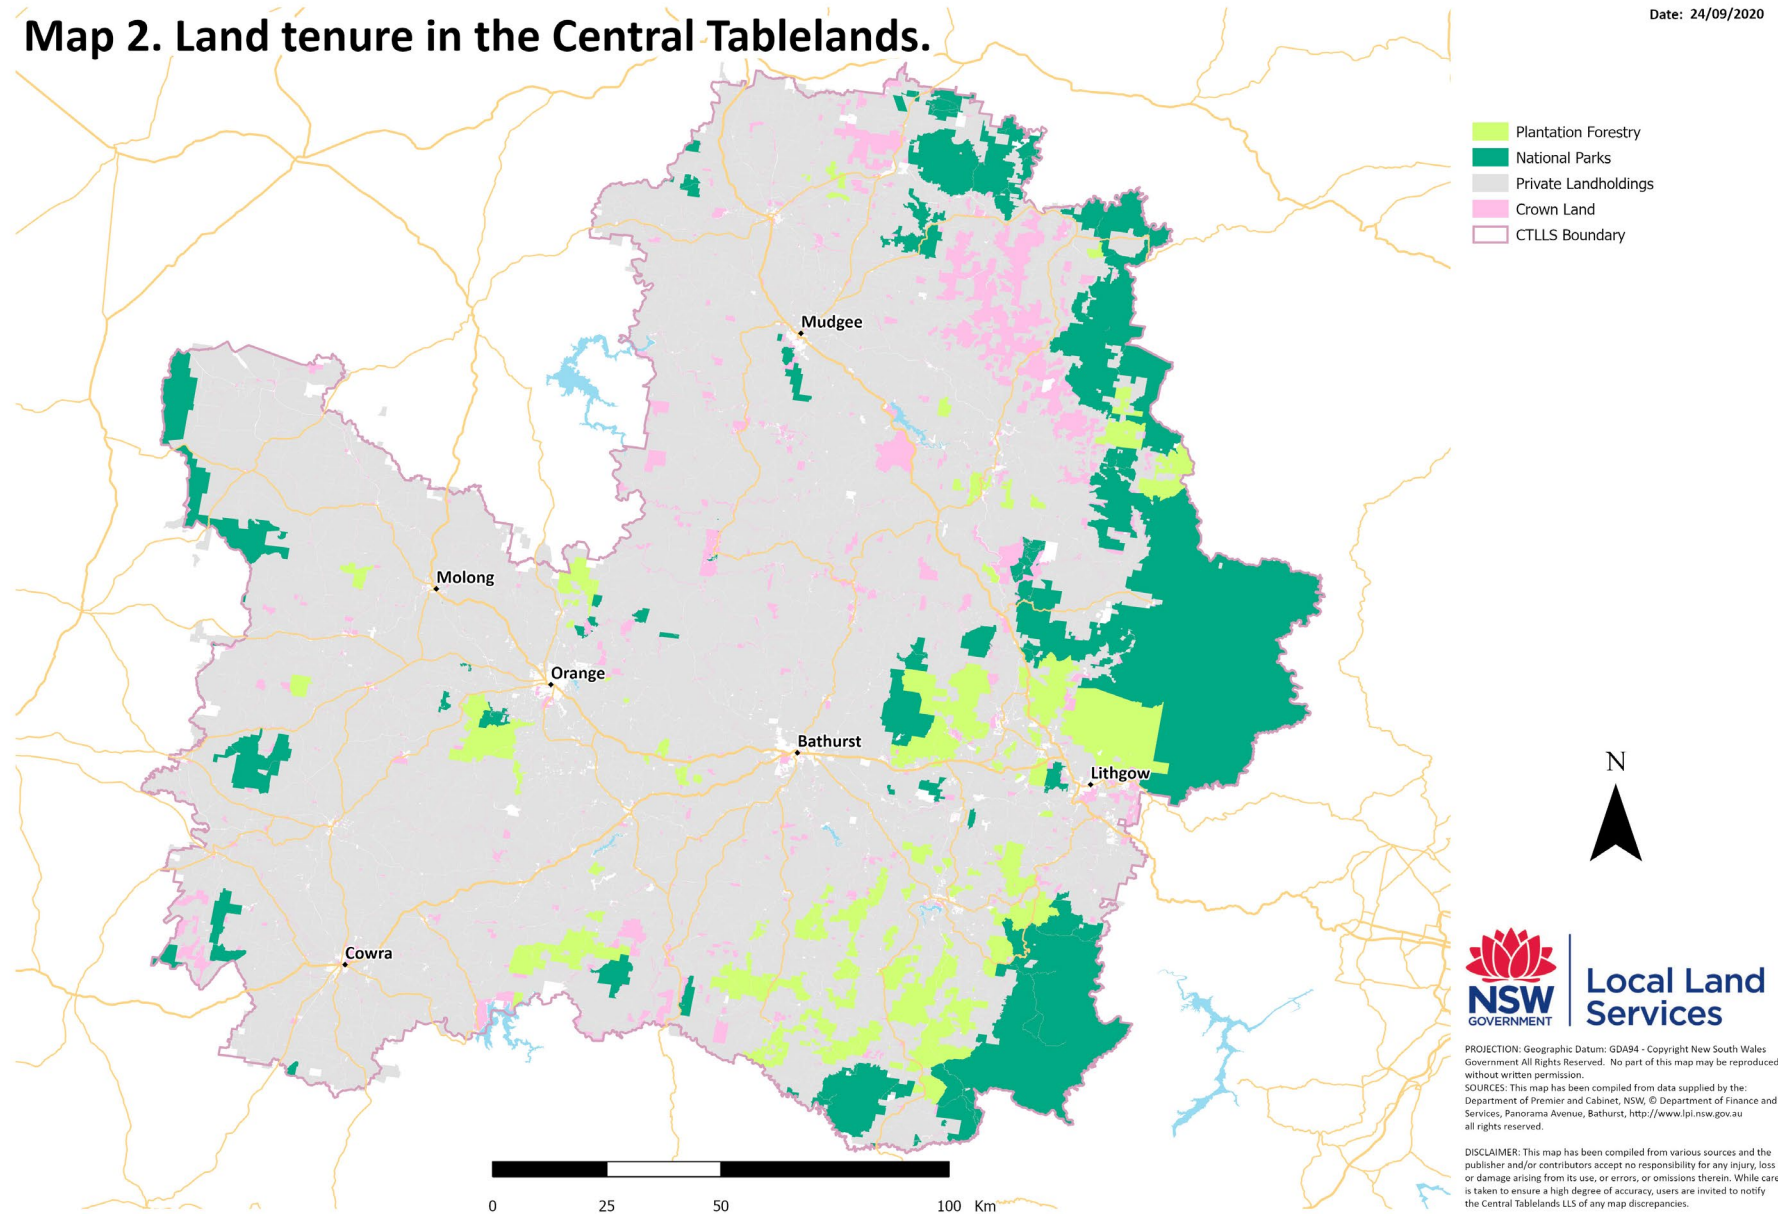 Map 2. Land tenure in the Central Tablelands.
Date: 24/09/2020
Plantation Forestry
National Parks
Private Landholdings
Crown Land
CTLLS Boundary
Mudgee
Molong
Orange
Bathurst
Lithgow
Cowra
N
NSW
GOVERNMENT
Local Land
Services
PROJECTION: Geographic Datum: GDA94 - Copyright New South Wales
Government All Rights Reserved. No part of this map may be reproduced
without written permission.
SOURCES: This map has been compiled from data supplied by the:
Department of Premier and Cabinet, NSW, © Department of Finance and
Services, Panorama Avenue, Bathurst, http://www.lpi.nsw.gov.au
all rights reserved.
DISCLAIMER: This map has been compiled from various sources and the
publisher and/or contributors accept no responsibility for any injury, loss
or damage arising from its use, or errors, or omissions therein. While care
is taken to ensure a high degree of accuracy, users are invited to notify
the Central Tablelands LLS of any map discrepancies.
0 25 50 100 Km